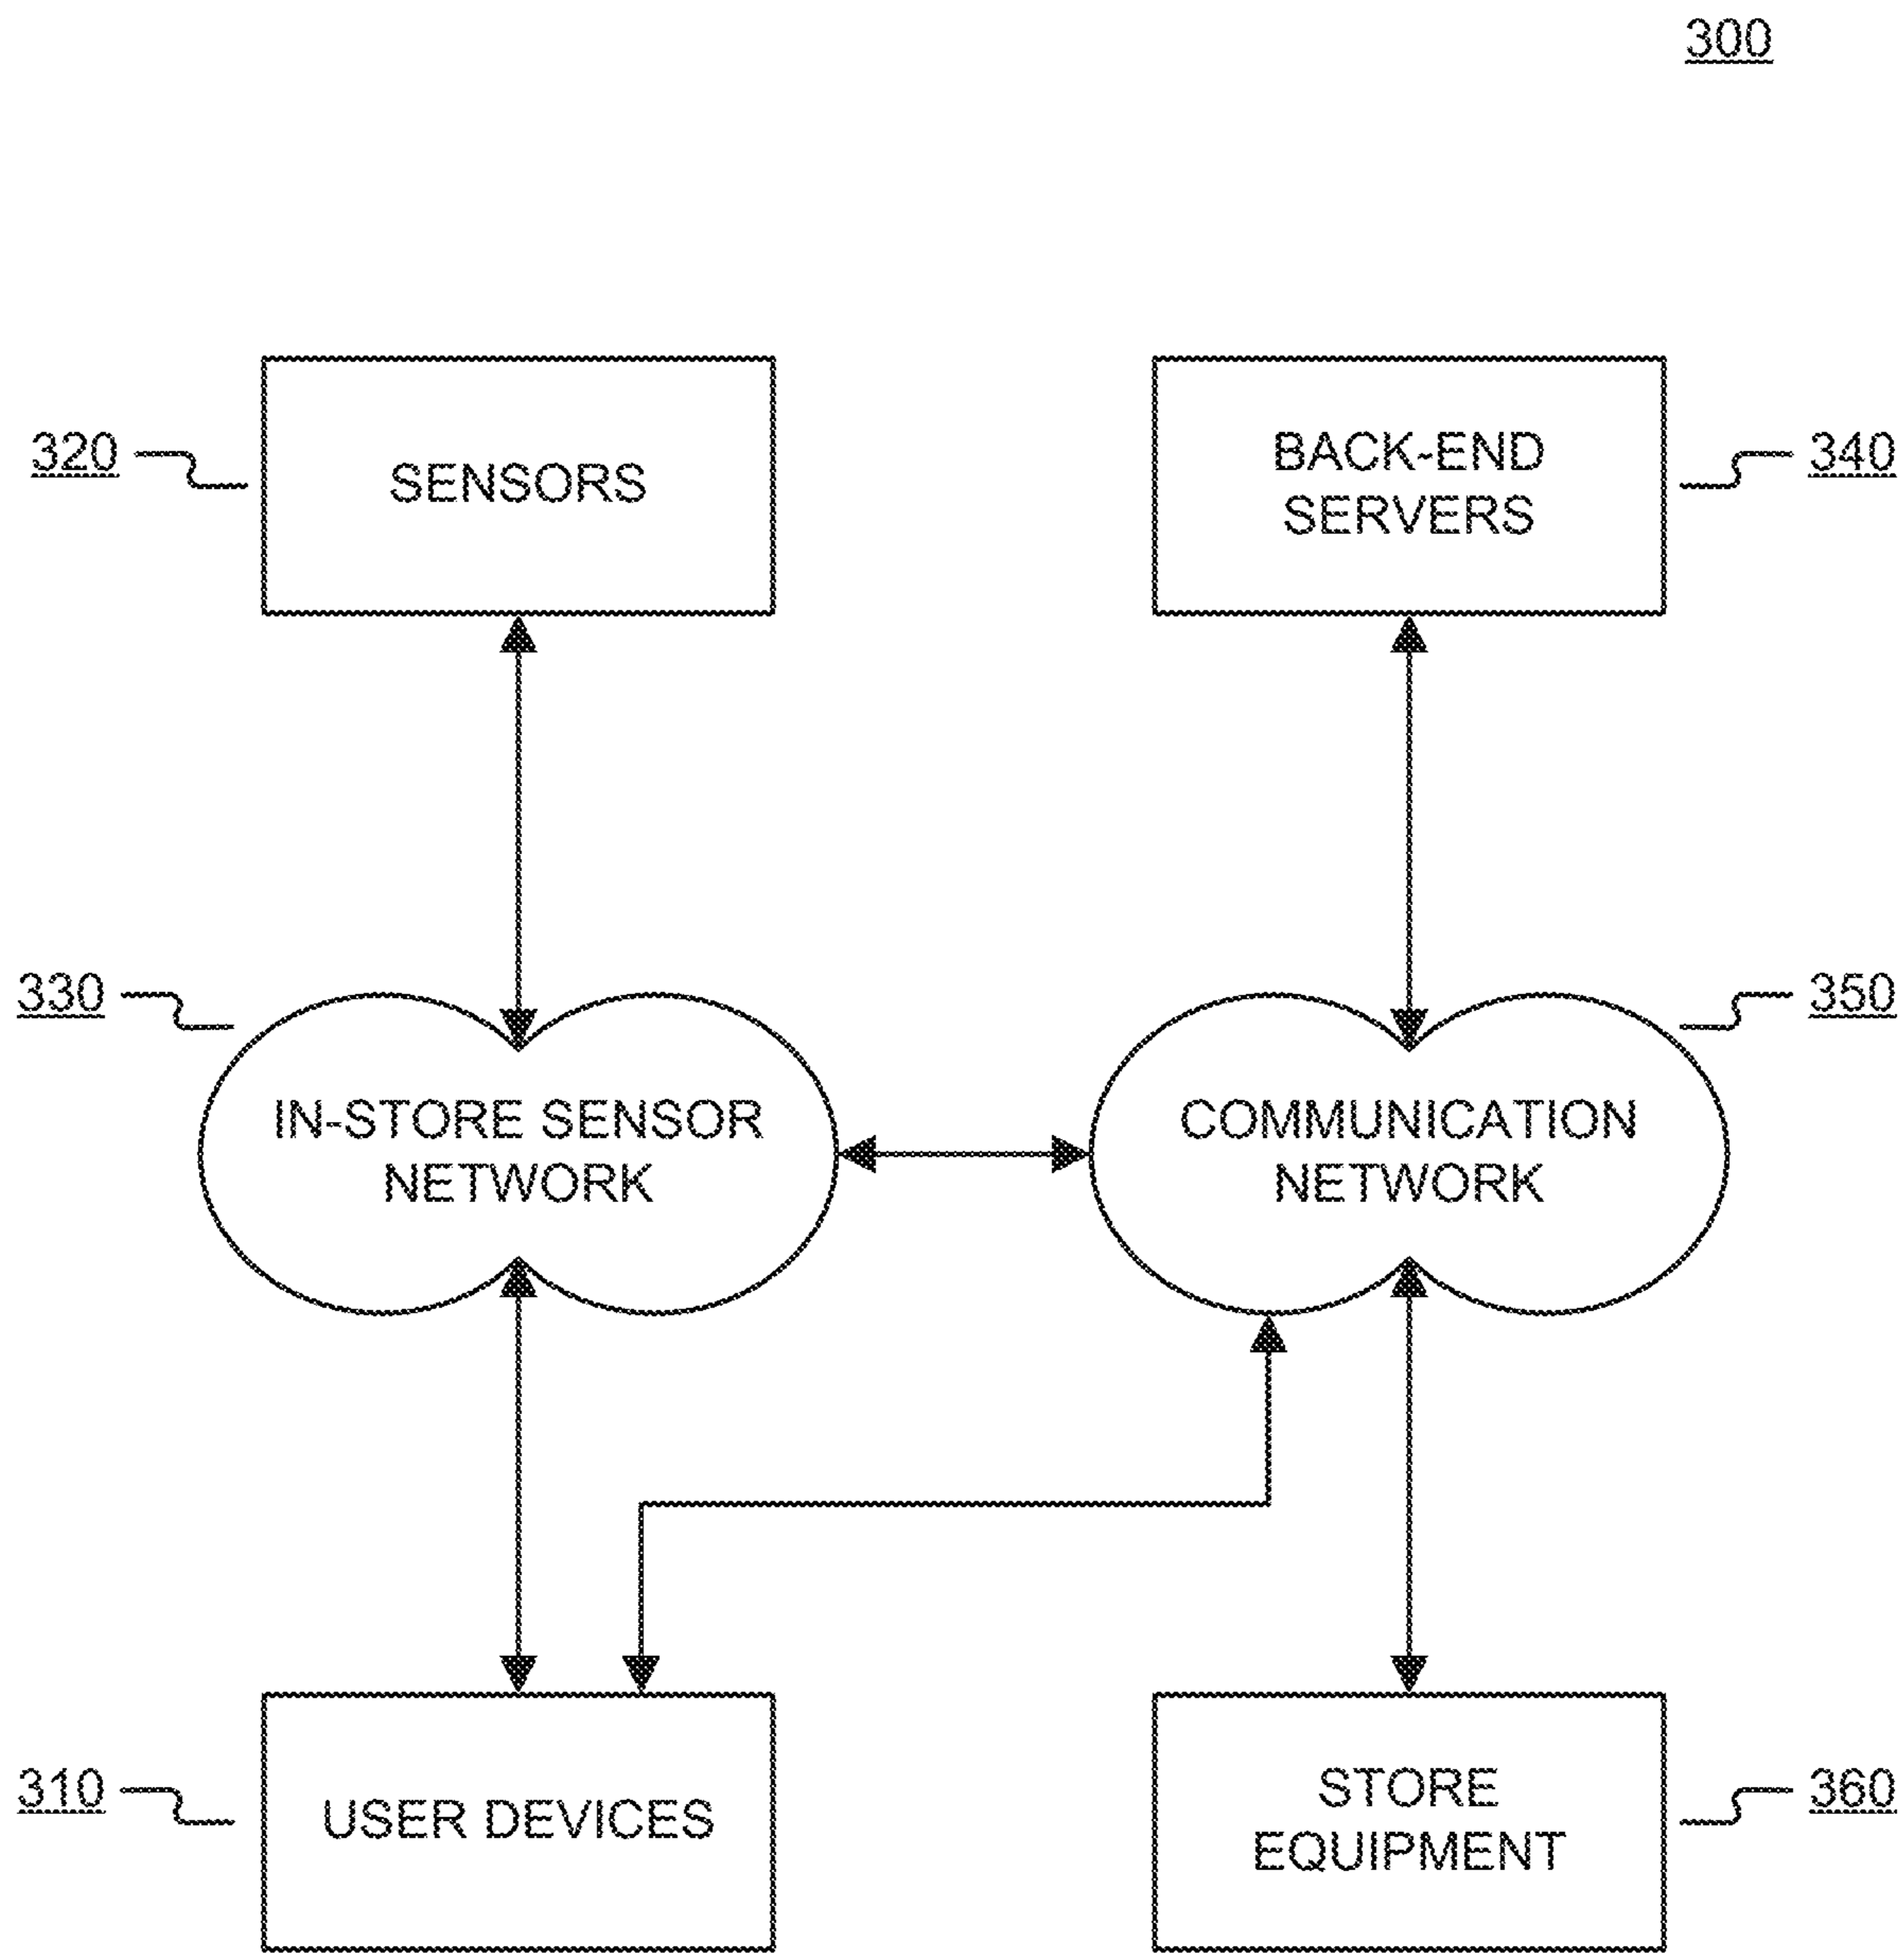 300
320
SENSORS
BACK-END
SERVERS
340
330
IN-STORE SENSOR
NETWORK
COMMUNICATION
NETWORK
350
310
USER DEVICES
STORE
EQUIPMENT
360